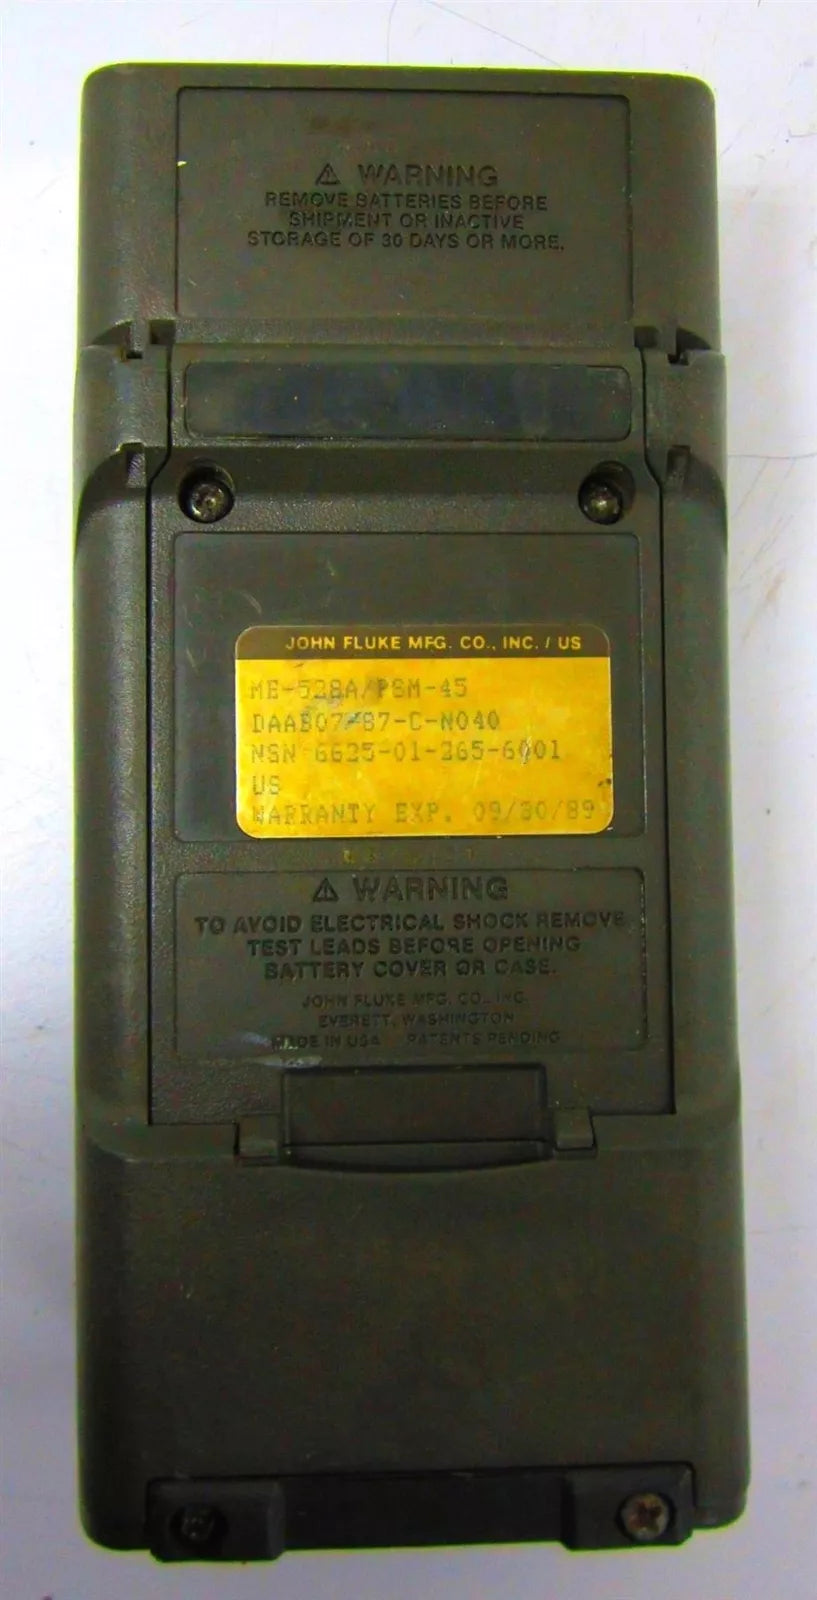 ⚠ WARNING
REMOVE BATTERIES BEFORE
SHIPMENT OR INACTIVE
STORAGE OF 30 DAYS OR MORE.
JOHN FLUKE MFG. CO., INC. / US
ME-528A/PSM-45
DAAB07-87-C-N040
NSN 6625-01-265-6001
US
WARRANTY EXP. 09/30/89
⚠ WARNING
TO AVOID ELECTRICAL SHOCK REMOVE
TEST LEADS BEFORE OPENING
BATTERY COVER OR CASE.
JOHN FLUKE MFG. CO., INC.
EVERETT, WASHINGTON
MADE IN USA PATENTS PENDING